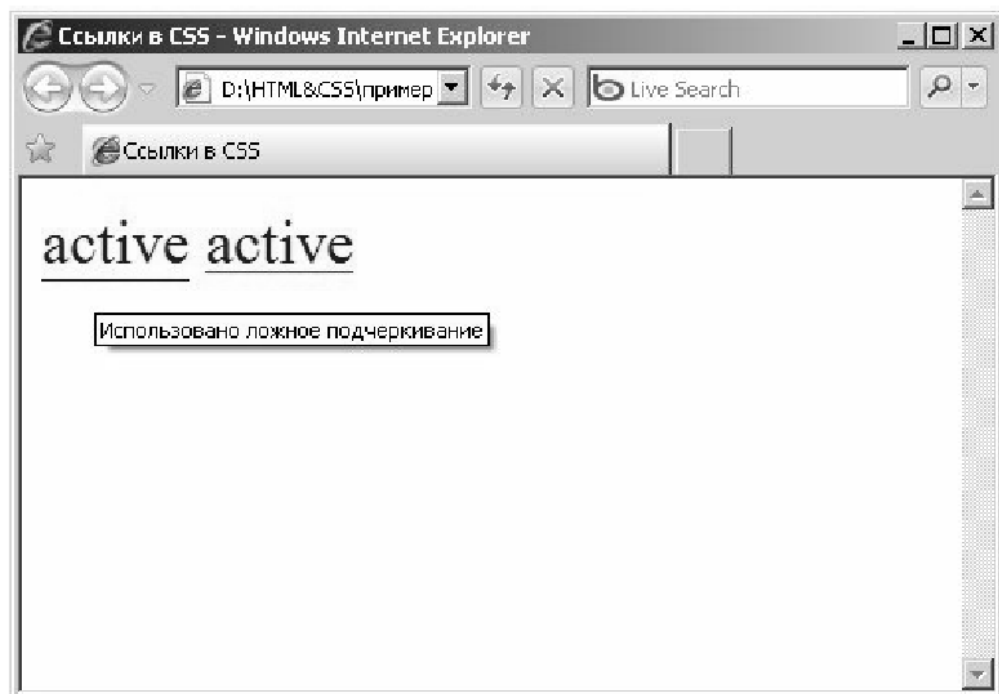 Ссылки в CSS - Windows Internet Explorer
D:\HTML&CSS\пример
Live Search
Ссылки в CSS
active active
Использовано ложное подчеркивание